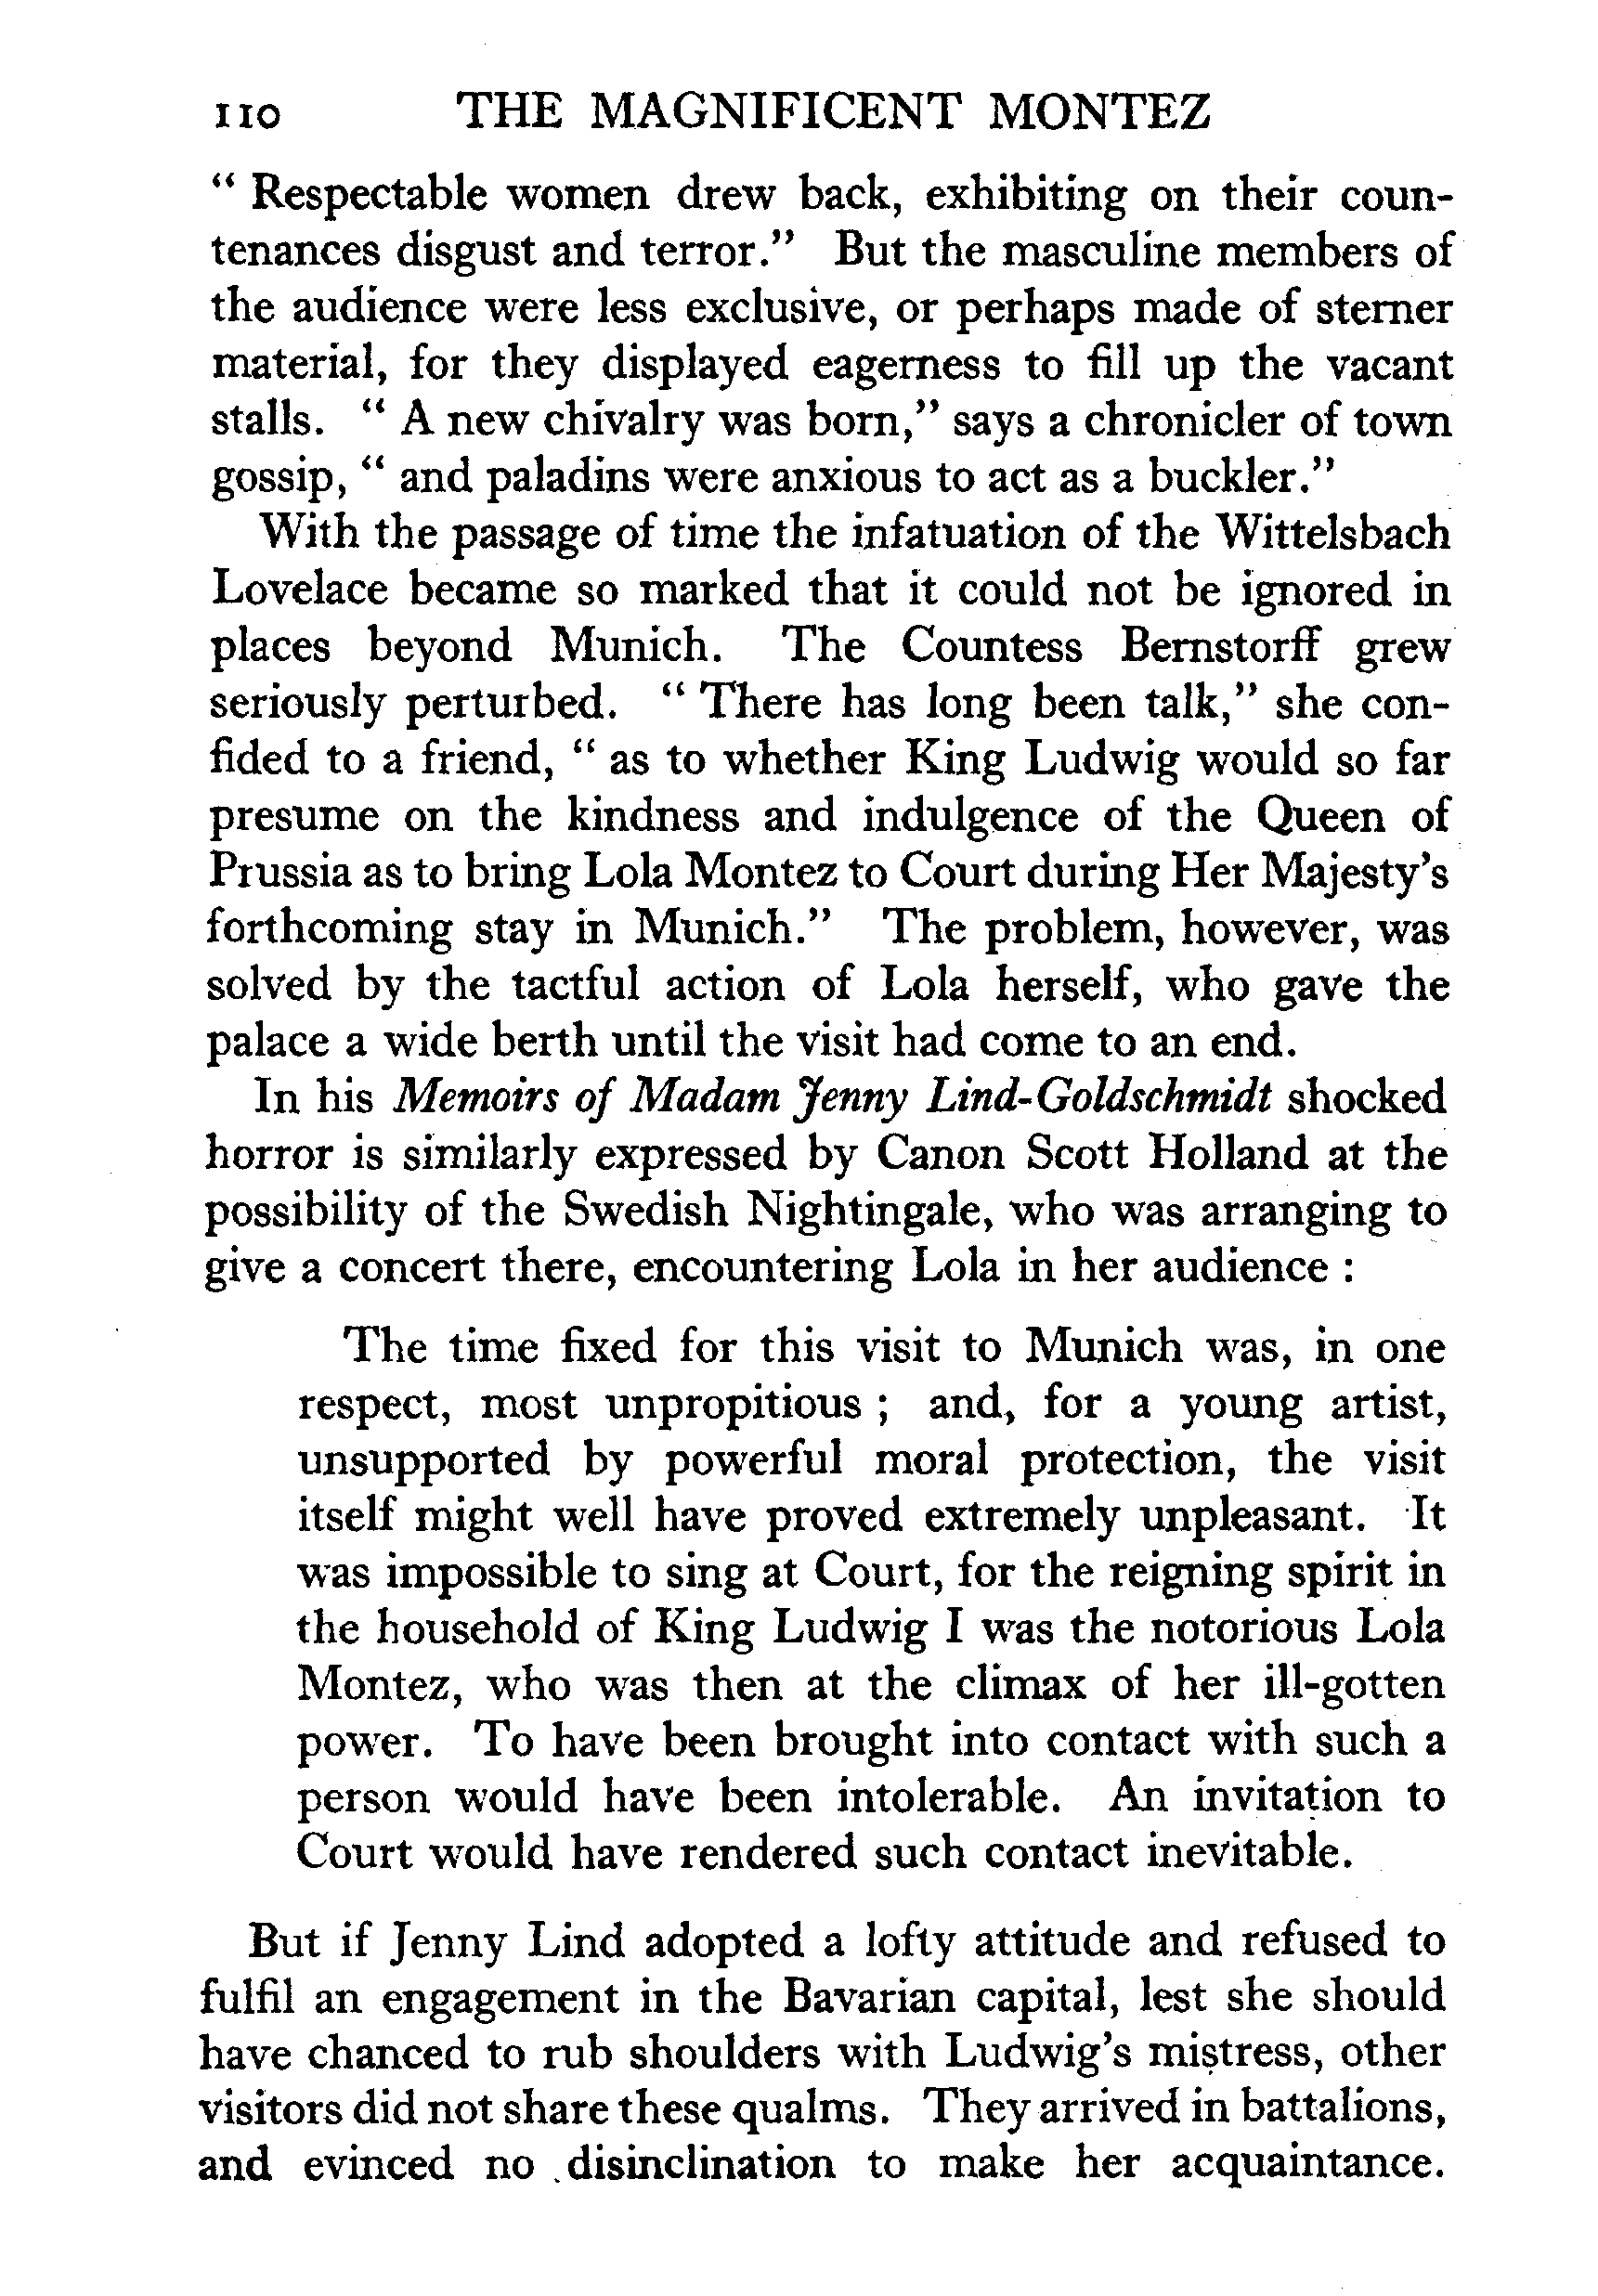 110 THE MAGNIFICENT MONTEZ
“ Respectable women drew back, exhibiting on their coun-
tenances disgust and terror.” But the masculine members of
the audience were less exclusive, or perhaps made of sterner
material, for they displayed eagerness to fill up the vacant
stalls. “ A new chivalry was born,” says a chronicler of town
gossip, “ and paladins were anxious to act as a buckler.”
With the passage of time the infatuation of the Wittelsbach
Lovelace became so marked that it could not be ignored in
places beyond Munich. The Countess Bernstorff grew
seriously perturbed. “ There has long been talk,” she con-
fided to a friend, “ as to whether King Ludwig would so far
presume on the kindness and indulgence of the Queen of
Prussia as to bring Lola Montez to Court during Her Majesty’s
forthcoming stay in Munich.” The problem, however, was
solved by the tactful action of Lola herself, who gave the
palace a wide berth until the visit had come to an end.
In his Memoirs of Madam Jenny Lind-Goldschmidt shocked
horror is similarly expressed by Canon Scott Holland at the
possibility of the Swedish Nightingale, who was arranging to
give a concert there, encountering Lola in her audience :
The time fixed for this visit to Munich was, in one
respect, most unpropitious ; and, for a young artist,
unsupported by powerful moral protection, the visit
itself might well have proved extremely unpleasant. It
was impossible to sing at Court, for the reigning spirit in
the household of King Ludwig I was the notorious Lola
Montez, who was then at the climax of her ill-gotten
power. To have been brought into contact with such a
person would have been intolerable. An invitation to
Court would have rendered such contact inevitable.
But if Jenny Lind adopted a lofty attitude and refused to
fulfil an engagement in the Bavarian capital, lest she should
have chanced to rub shoulders with Ludwig’s mistress, other
visitors did not share these qualms. They arrived in battalions,
and evinced no disinclination to make her acquaintance.